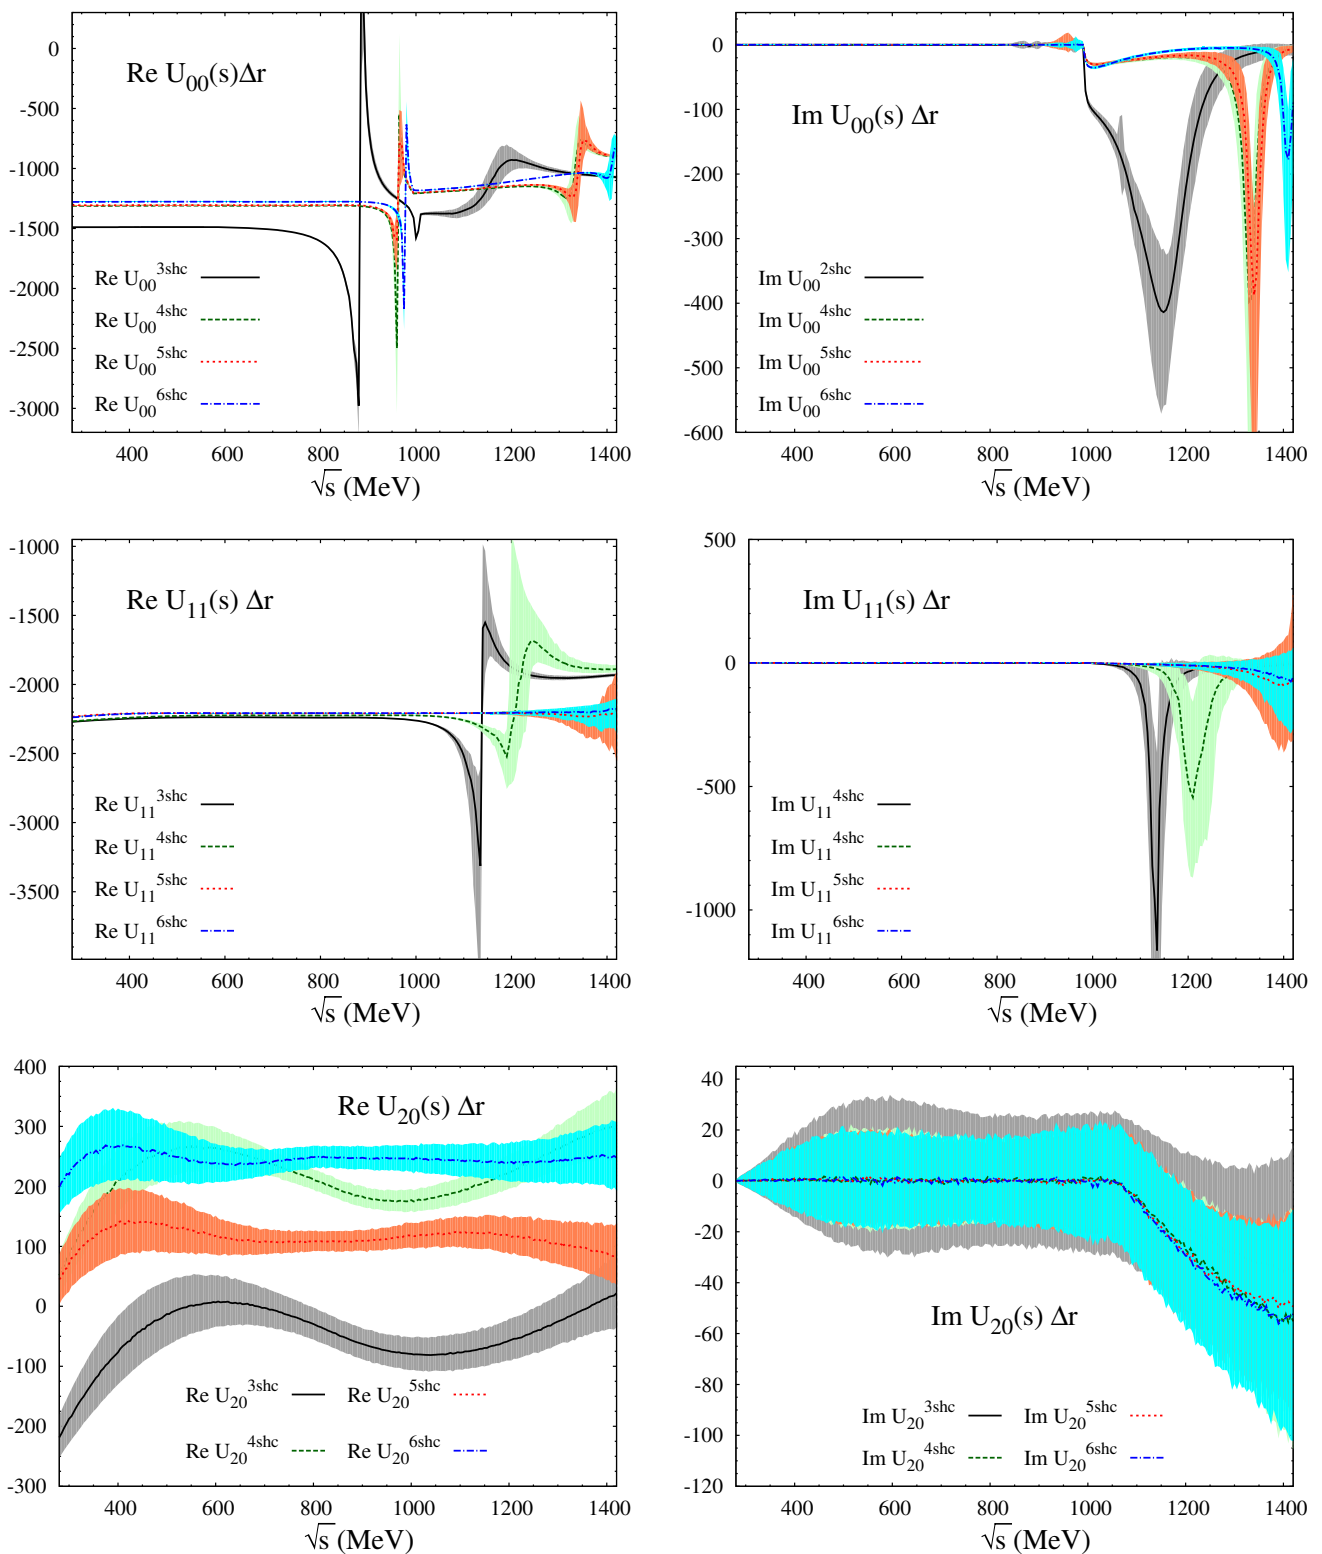 Re U00(s)Δr
0
-500
-1000
-1500
-2000
-2500
-3000
Re U00^3shc
Re U00^4shc
Re U00^5shc
Re U00^6shc
400 600 800 1000 1200 1400
√s (MeV)
Im U00(s) Δr
0
-100
-200
-300
-400
-500
-600
Im U00^2shc
Im U00^4shc
Im U00^5shc
Im U00^6shc
400 600 800 1000 1200 1400
√s (MeV)
Re U11(s) Δr
-1000
-1500
-2000
-2500
-3000
-3500
Re U11^3shc
Re U11^4shc
Re U11^5shc
Re U11^6shc
400 600 800 1000 1200 1400
√s (MeV)
Im U11(s) Δr
500
0
-500
-1000
Im U11^4shc
Im U11^4shc
Im U11^5shc
Im U11^6shc
400 600 800 1000 1200 1400
√s (MeV)
Re U20(s) Δr
400
300
200
100
0
-100
-200
-300
Re U20^3shc Re U20^5shc
Re U20^4shc Re U20^6shc
400 600 800 1000 1200 1400
√s (MeV)
40
20
0
-20
-40
-60
-80
-100
-120
Im U20(s) Δr
Im U20^3shc Im U20^5shc
Im U20^4shc Im U20^6shc
400 600 800 1000 1200 1400
√s (MeV)